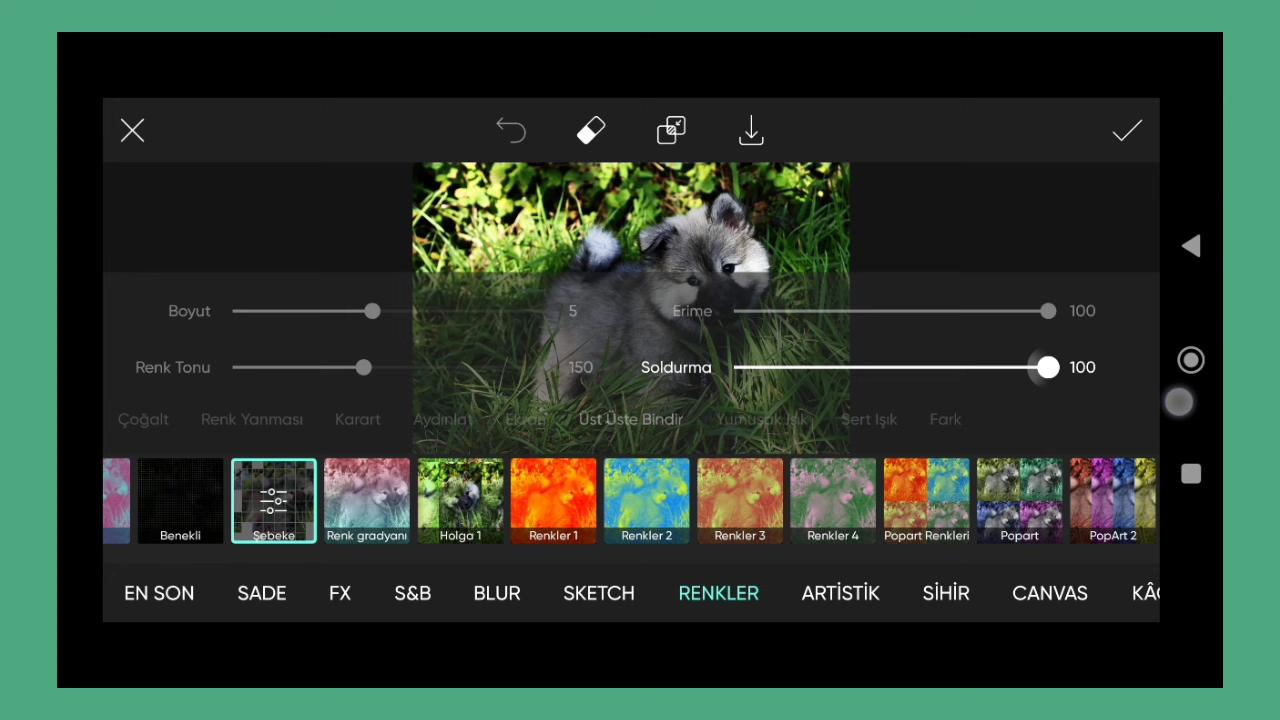 Boyut 5 Erime 100
Renk Tonu 150 Soldurma 100
Çoğalt Renk Yanması Karart Aydınlat Ekran Üst Üste Bindir Yumuşak Işık Sert Işık Fark
Benekli Şebeke Renk gradyanı Holga 1 Renkler 1 Renkler 2 Renkler 3 Renkler 4 Popart Renkleri Popart PopArt 2
EN SON SADE FX S&B BLUR SKETCH RENKLER ARTİSTİK SİHİR CANVAS KÂĞ